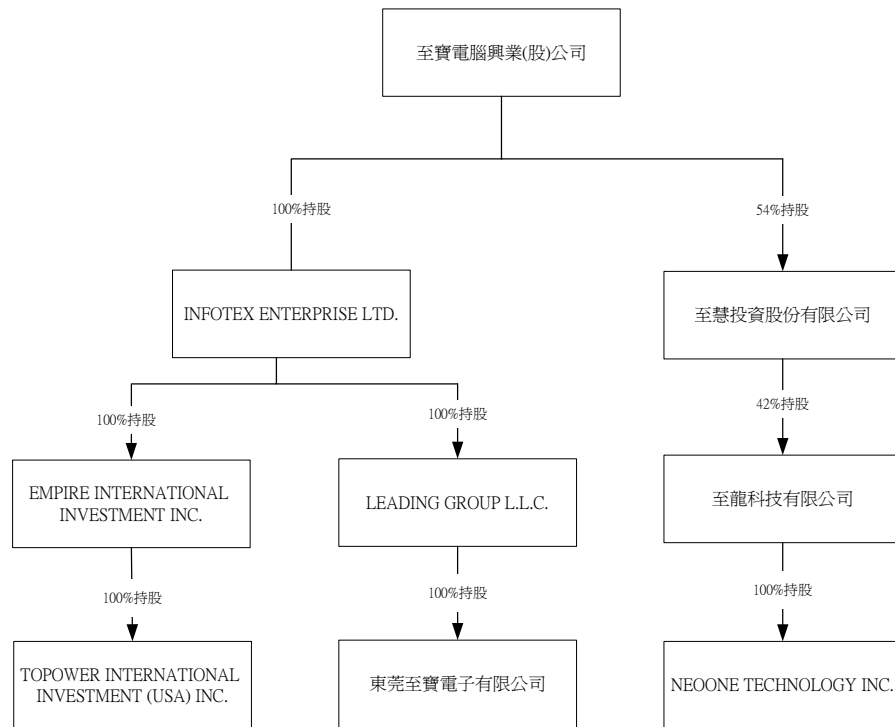 至寶電腦興業(股)公司
100%持股
54%持股
INFOTEX ENTERPRISE LTD.
至慧投資股份有限公司
100%持股
100%持股
42%持股
EMPIRE INTERNATIONAL
INVESTMENT INC.
LEADING GROUP L.L.C.
至龍科技有限公司
100%持股
100%持股
100%持股
TOPOWER INTERNATIONAL
INVESTMENT (USA) INC.
東莞至寶電子有限公司
NEOONE TECHNOLOGY INC.